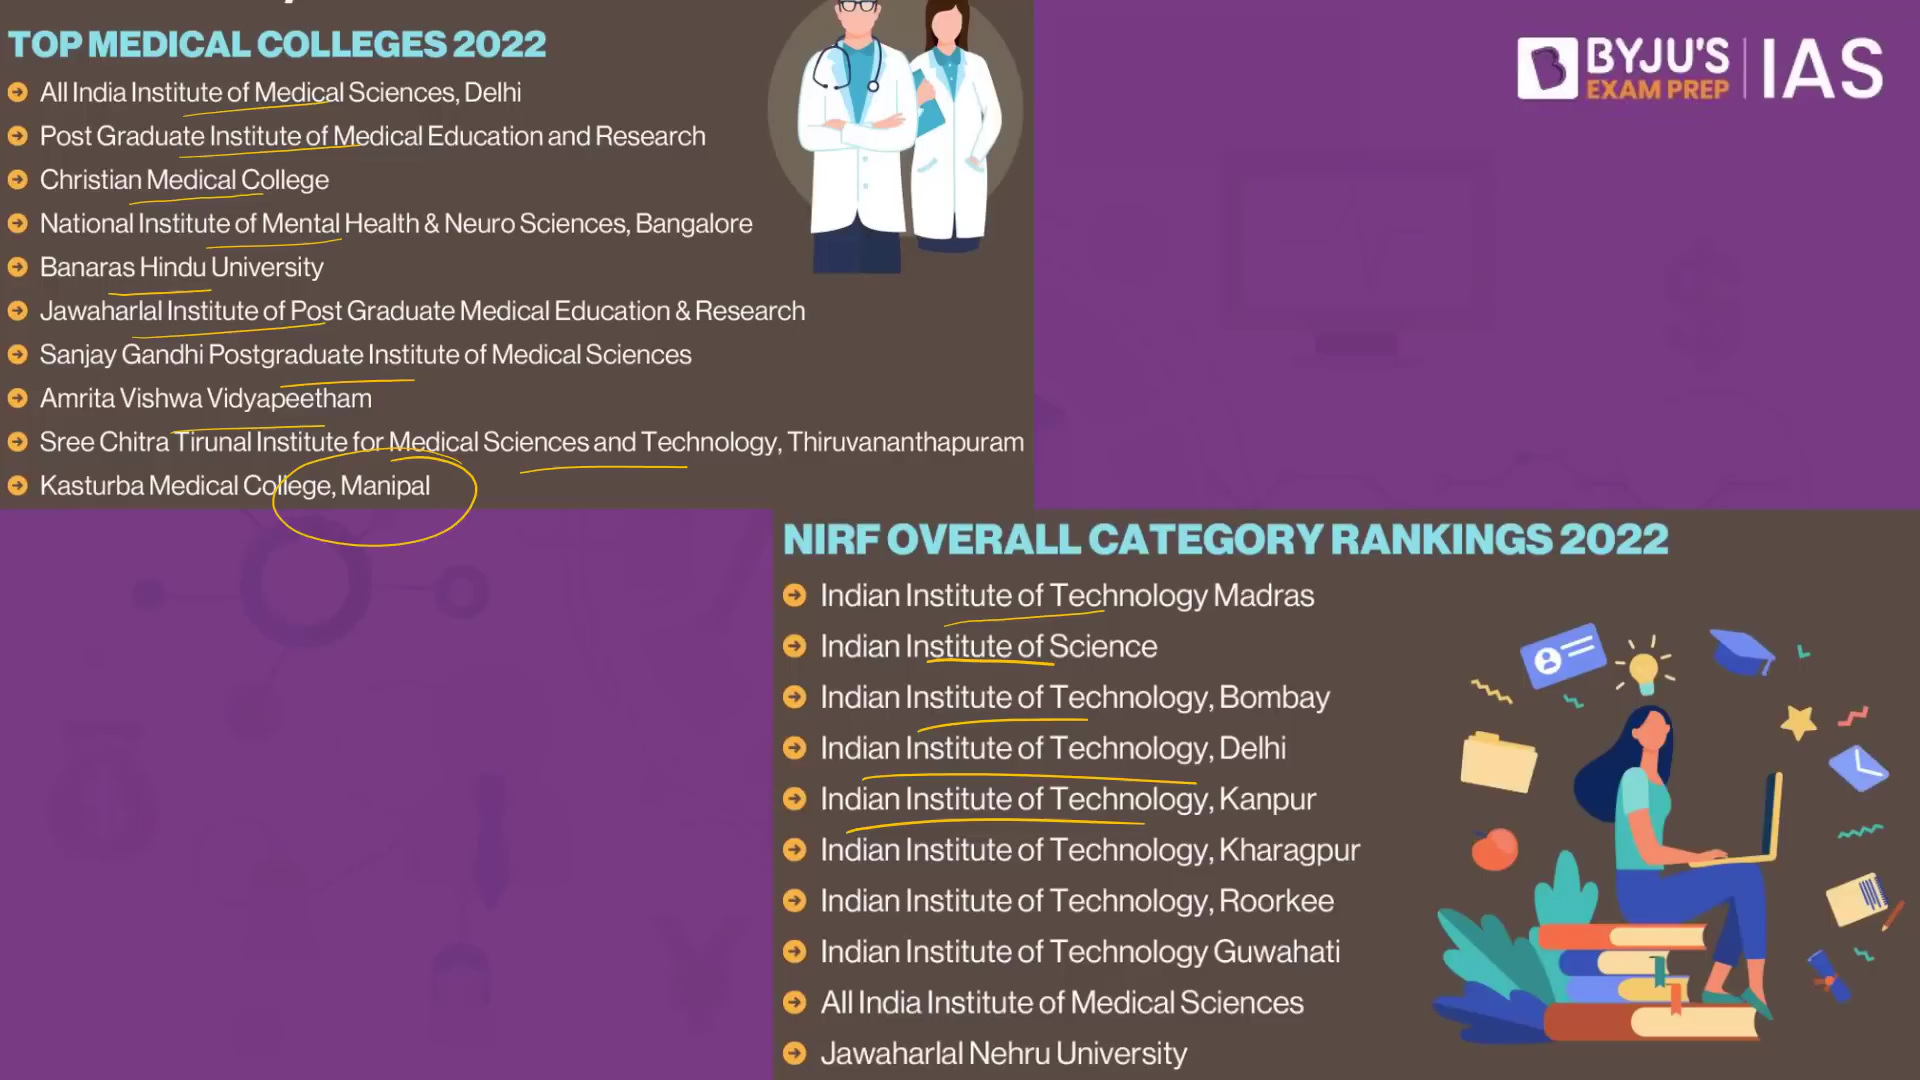 TOP MEDICAL COLLEGES 2022
All India Institute of Medical Sciences, Delhi
Post Graduate Institute of Medical Education and Research
Christian Medical College
National Institute of Mental Health & Neuro Sciences, Bangalore
Banaras Hindu University
Jawaharlal Institute of Post Graduate Medical Education & Research
Sanjay Gandhi Postgraduate Institute of Medical Sciences
Amrita Vishwa Vidyapeetham
Sree Chitra Tirunal Institute for Medical Sciences and Technology, Thiruvananthapuram
Kasturba Medical College, Manipal
BYJU'S
EXAM PREP
IAS
NIRF OVERALL CATEGORY RANKINGS 2022
Indian Institute of Technology Madras
Indian Institute of Science
Indian Institute of Technology, Bombay
Indian Institute of Technology, Delhi
Indian Institute of Technology, Kanpur
Indian Institute of Technology, Kharagpur
Indian Institute of Technology, Roorkee
Indian Institute of Technology Guwahati
All India Institute of Medical Sciences
Jawaharlal Nehru University